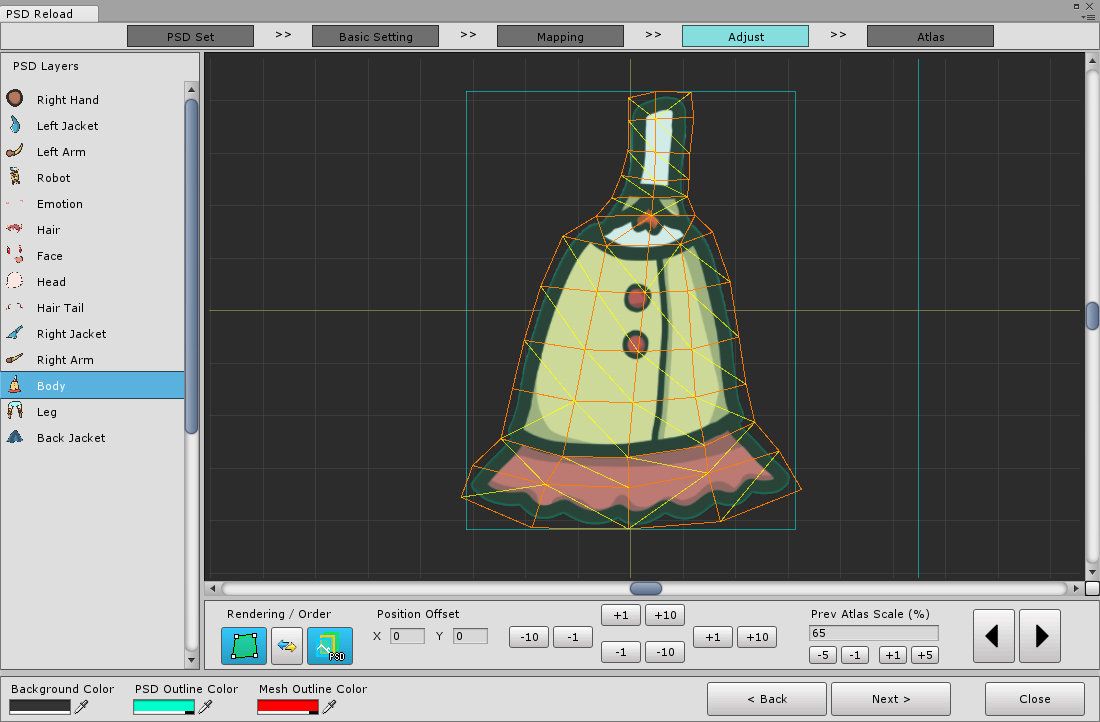 PSD Reload
PSD Set >> Basic Setting >> Mapping >> Adjust >> Atlas
PSD Layers
Right Hand
Left Jacket
Left Arm
Robot
Emotion
Hair
Face
Head
Hair Tail
Right Jacket
Right Arm
Body
Leg
Back Jacket
Rendering / Order
PSD
Position Offset
X 0 Y 0
+1 +10
-10 -1 +1 +10
-1 -10
Prev Atlas Scale (%)
65
-5 -1 +1 +5
Background Color PSD Outline Color Mesh Outline Color
< Back Next > Close